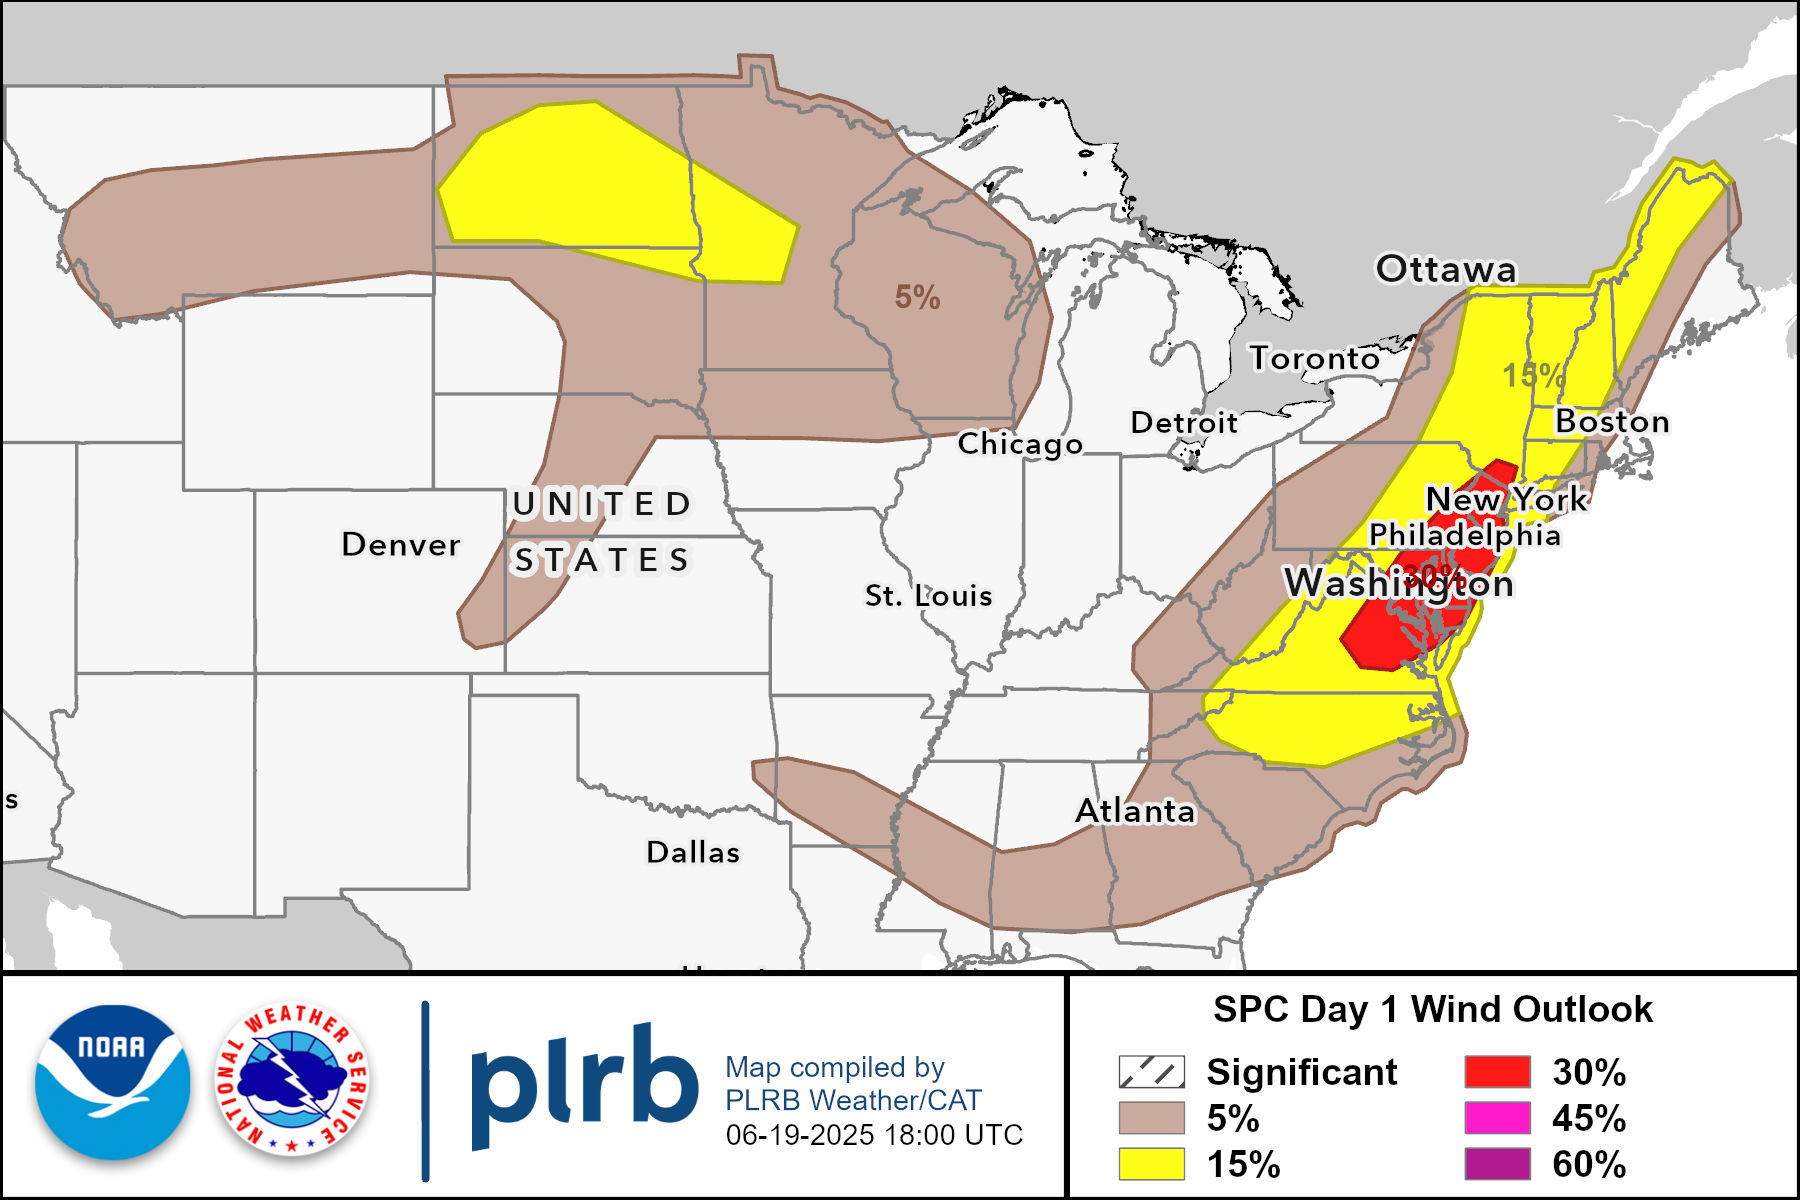 Ottawa
15%
5%
Toronto
Boston
Detroit
Chicago
New York
UNITED
Philadelphia
Denver
STATES
30%
Washington
St. Louis
s
Atlanta
Dallas
SPC Day 1 Wind Outlook
NOAA
NATIONAL WEATHER SERVICE
plrb
Map compiled by
PLRB Weather/CAT
06-19-2025 18:00 UTC
Significant
30%
5%
45%
15%
60%